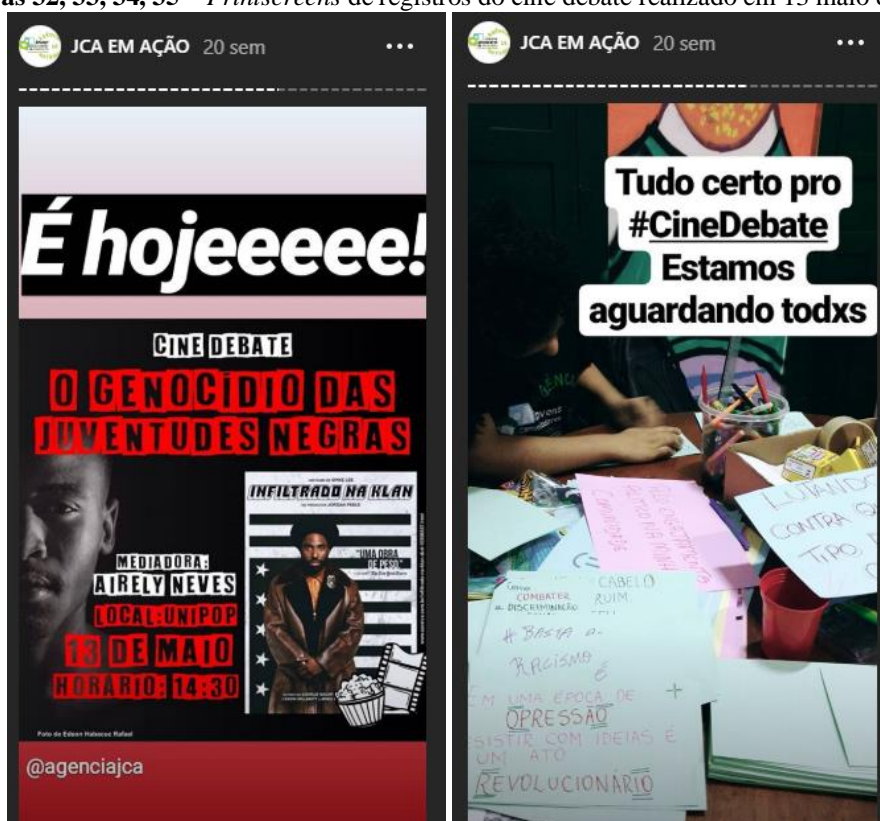 as 32, 33, 34, 35 – Printscreens de registros do cine debate realizado em 13 maio
JCA EM AÇÃO 20 sem
É hojeeeee!
CINE DEBATE
O GENOCÍDIO DAS
JUVENTUDES NEGRAS
INFILTRADO NA KLAN
"UMA OBRA
DE PESO."
MEDIADORA:
AIRELY NEVES
LOCAL: UNIPOP
13 DE MAIO
HORÁRIO: 14:30
Foto de Edson Habacuc Rafael
@agenciajca
JCA EM AÇÃO 20 sem
Tudo certo pro
#CineDebate
Estamos
aguardando todxs
LUTANDO
CONTRA
TIPO
COMUNIDADE
CABELO
COMBATER RUIM
a DISCRIMINAÇÃO
# BASTA
RACISMO
EM UMA ÉPOCA DE
OPRESSÃO
COM IDEIAS É
UM ATO
REVOLUCIONÁRIO